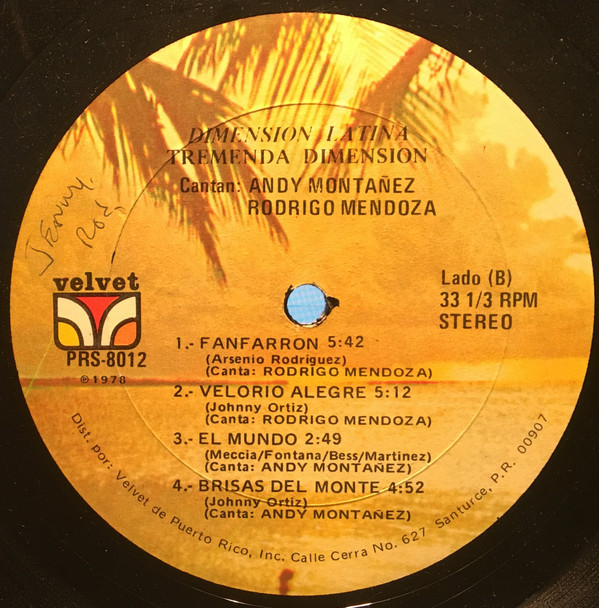 DIMENSION LATINA
TREMENDA DIMENSION
Cantan: ANDY MONTAÑEZ
RODRIGO MENDOZA
JENNY.
Rod
velvet
PRS-8012
℗1978
Lado (B)
33 1/3 RPM
STEREO
1.- FANFARRON 5:42
(Arsenio Rodriguez)
(Canta: RODRIGO MENDOZA)
2.- VELORIO ALEGRE 5:12
(Johnny Ortiz)
(Canta: RODRIGO MENDOZA)
3.- EL MUNDO 2:49
(Meccia/Fontana/Bess/Martinez)
(Canta: ANDY MONTAÑEZ)
4.- BRISAS DEL MONTE 4:52
(Johnny Ortiz)
(Canta: ANDY MONTAÑEZ)
Dist. por: Velvet de Puerto Rico, Inc. Calle Cerra No. 627 Santurce, P.R. 00907